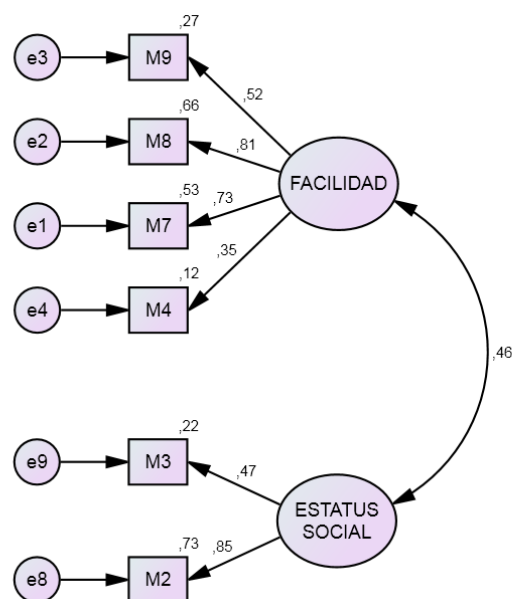 ,27
e3
M9
,52
,66
e2
M8
,81
FACILIDAD
,53
,73
e1
M7
,35
,12
e4
M4
,46
,22
e9
M3
,47
ESTATUS
SOCIAL
,73
,85
e8
M2